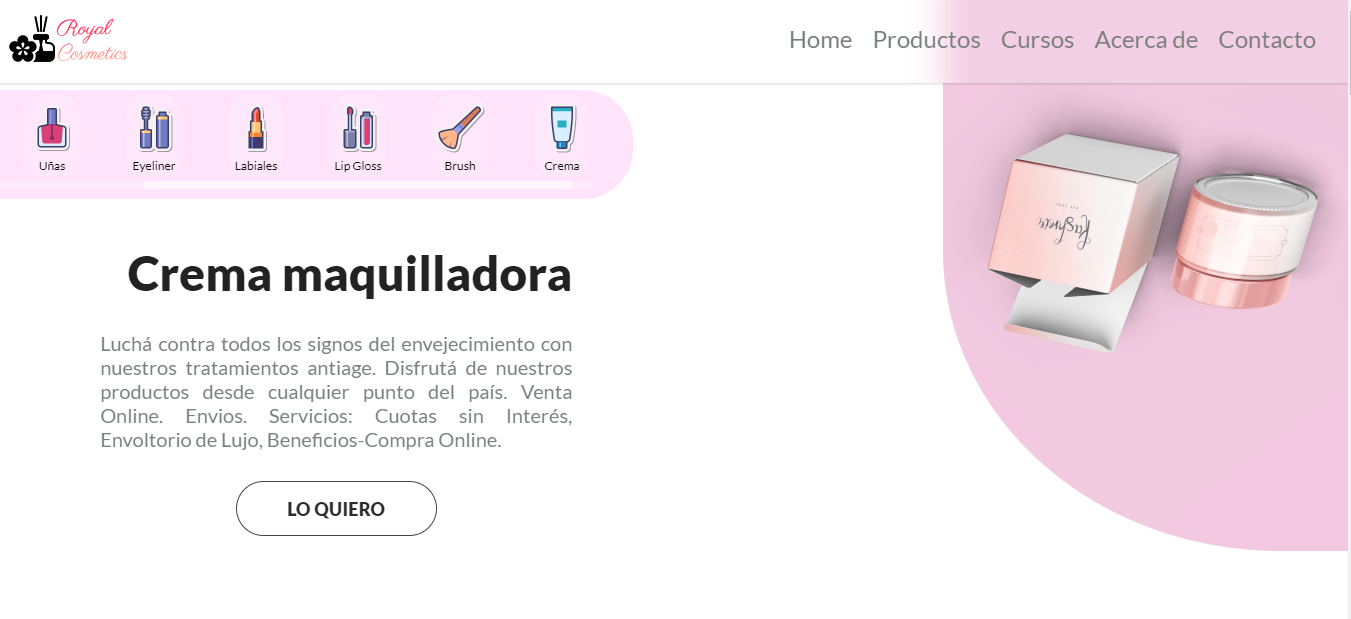 Royal
Cosmetics
Home Productos Cursos Acerca de Contacto
Uñas Eyeliner Labiales Lip Gloss Brush Crema
Crema maquilladora
Luchá contra todos los signos del envejecimiento con
nuestros tratamientos antiage. Disfrutá de nuestros
productos desde cualquier punto del país. Venta
Online. Envios. Servicios: Cuotas sin Interés,
Envoltorio de Lujo, Beneficios-Compra Online.
LO QUIERO
Kashmir